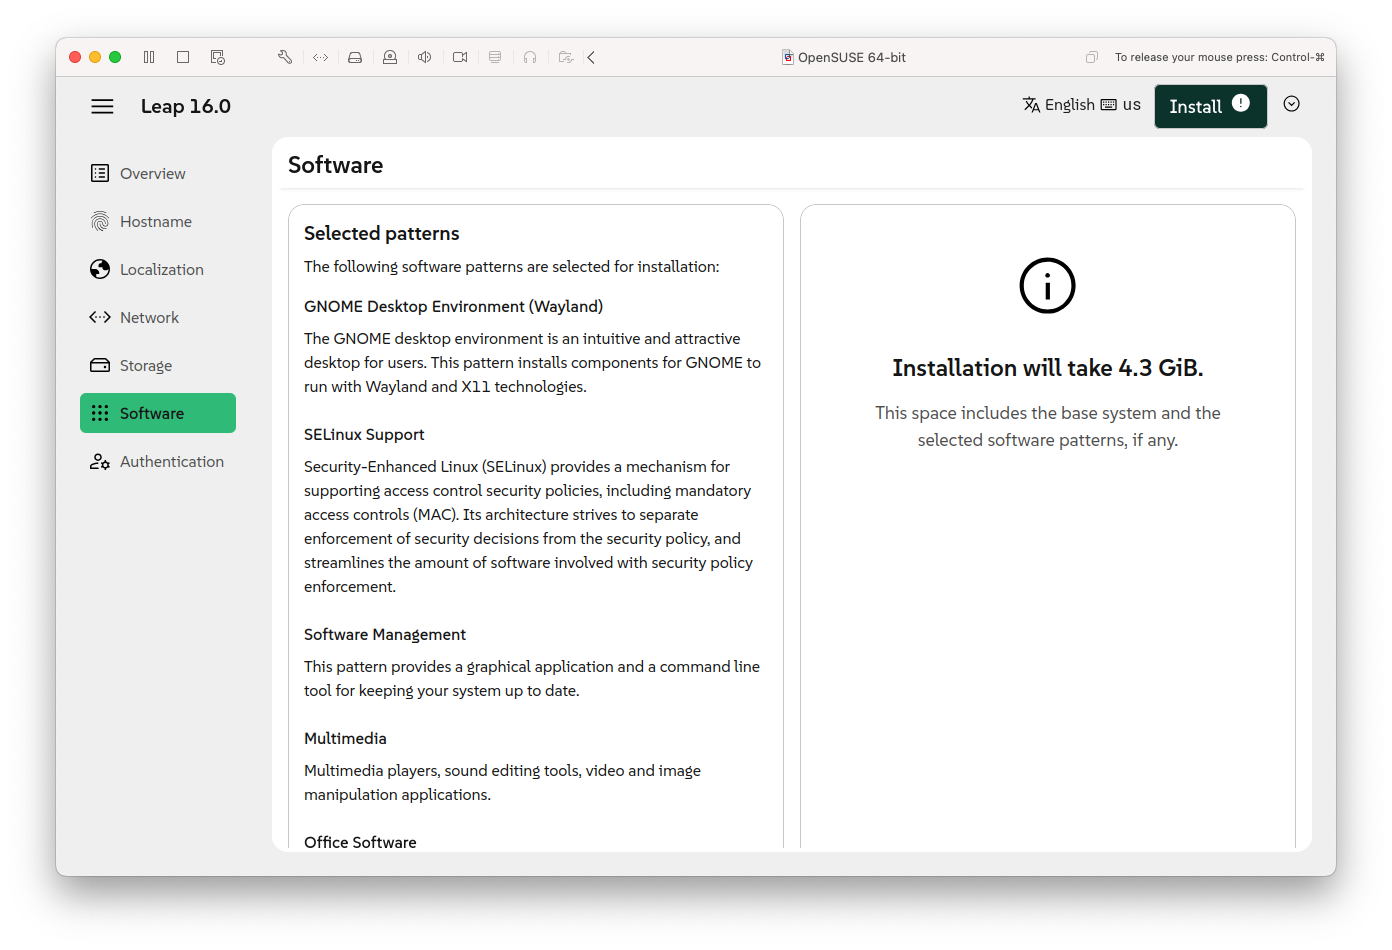 OpenSUSE 64-bit
To release your mouse press: Control-⌘
Leap 16.0
English us
Install
Overview
Hostname
Localization
Network
Storage
Software
Authentication
Software
Selected patterns
The following software patterns are selected for installation:
GNOME Desktop Environment (Wayland)
The GNOME desktop environment is an intuitive and attractive
desktop for users. This pattern installs components for GNOME to
run with Wayland and X11 technologies.
SELinux Support
Security-Enhanced Linux (SELinux) provides a mechanism for
supporting access control security policies, including mandatory
access controls (MAC). Its architecture strives to separate
enforcement of security decisions from the security policy, and
streamlines the amount of software involved with security policy
enforcement.
Software Management
This pattern provides a graphical application and a command line
tool for keeping your system up to date.
Multimedia
Multimedia players, sound editing tools, video and image
manipulation applications.
Office Software
Installation will take 4.3 GiB.
This space includes the base system and the
selected software patterns, if any.